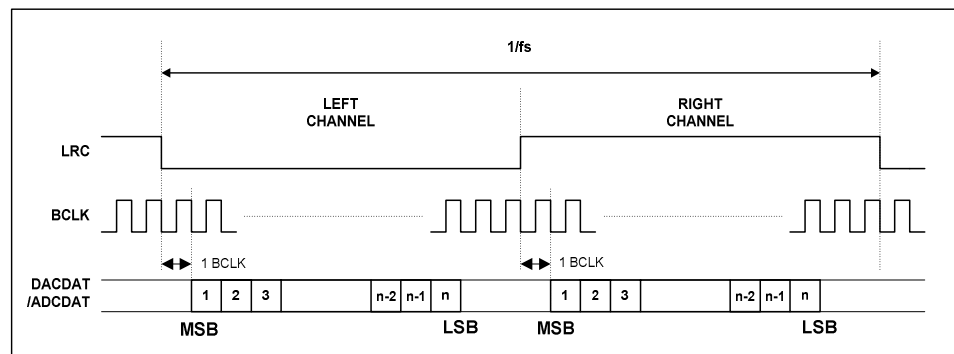 1/fs
LEFT
CHANNEL
RIGHT
CHANNEL
LRC
BCLK
1 BCLK
1 BCLK
DACDAT
/ADCDAT
1 2 3 n-2 n-1 n 1 2 3 n-2 n-1 n
MSB LSB MSB LSB